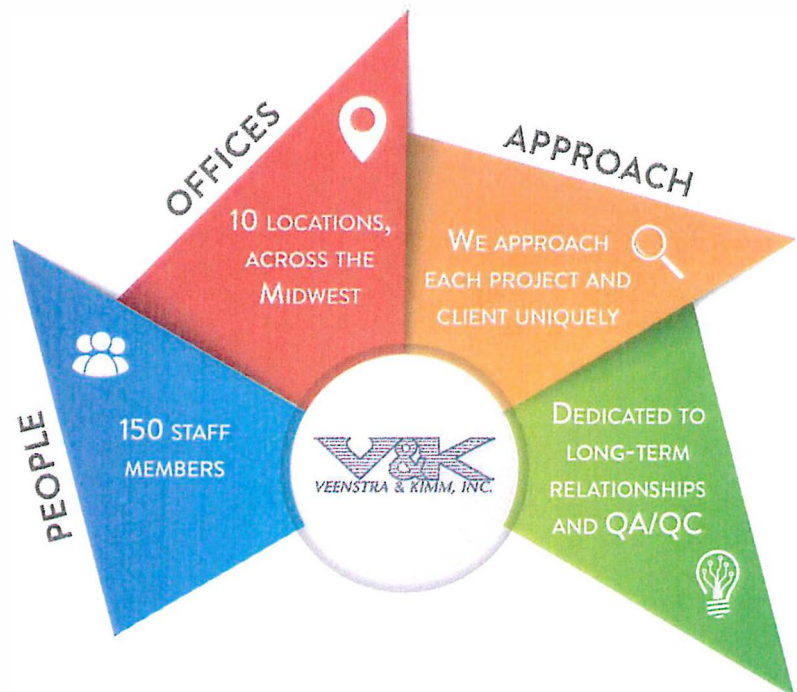 PEOPLE
150 STAFF
MEMBERS
OFFICES
10 LOCATIONS,
ACROSS THE
MIDWEST
APPROACH
WE APPROACH
EACH PROJECT AND
CLIENT UNIQUELY
DEDICATED TO
LONG-TERM
RELATIONSHIPS
AND QA/QC
V&K
VEENSTRA & KIMM, INC.